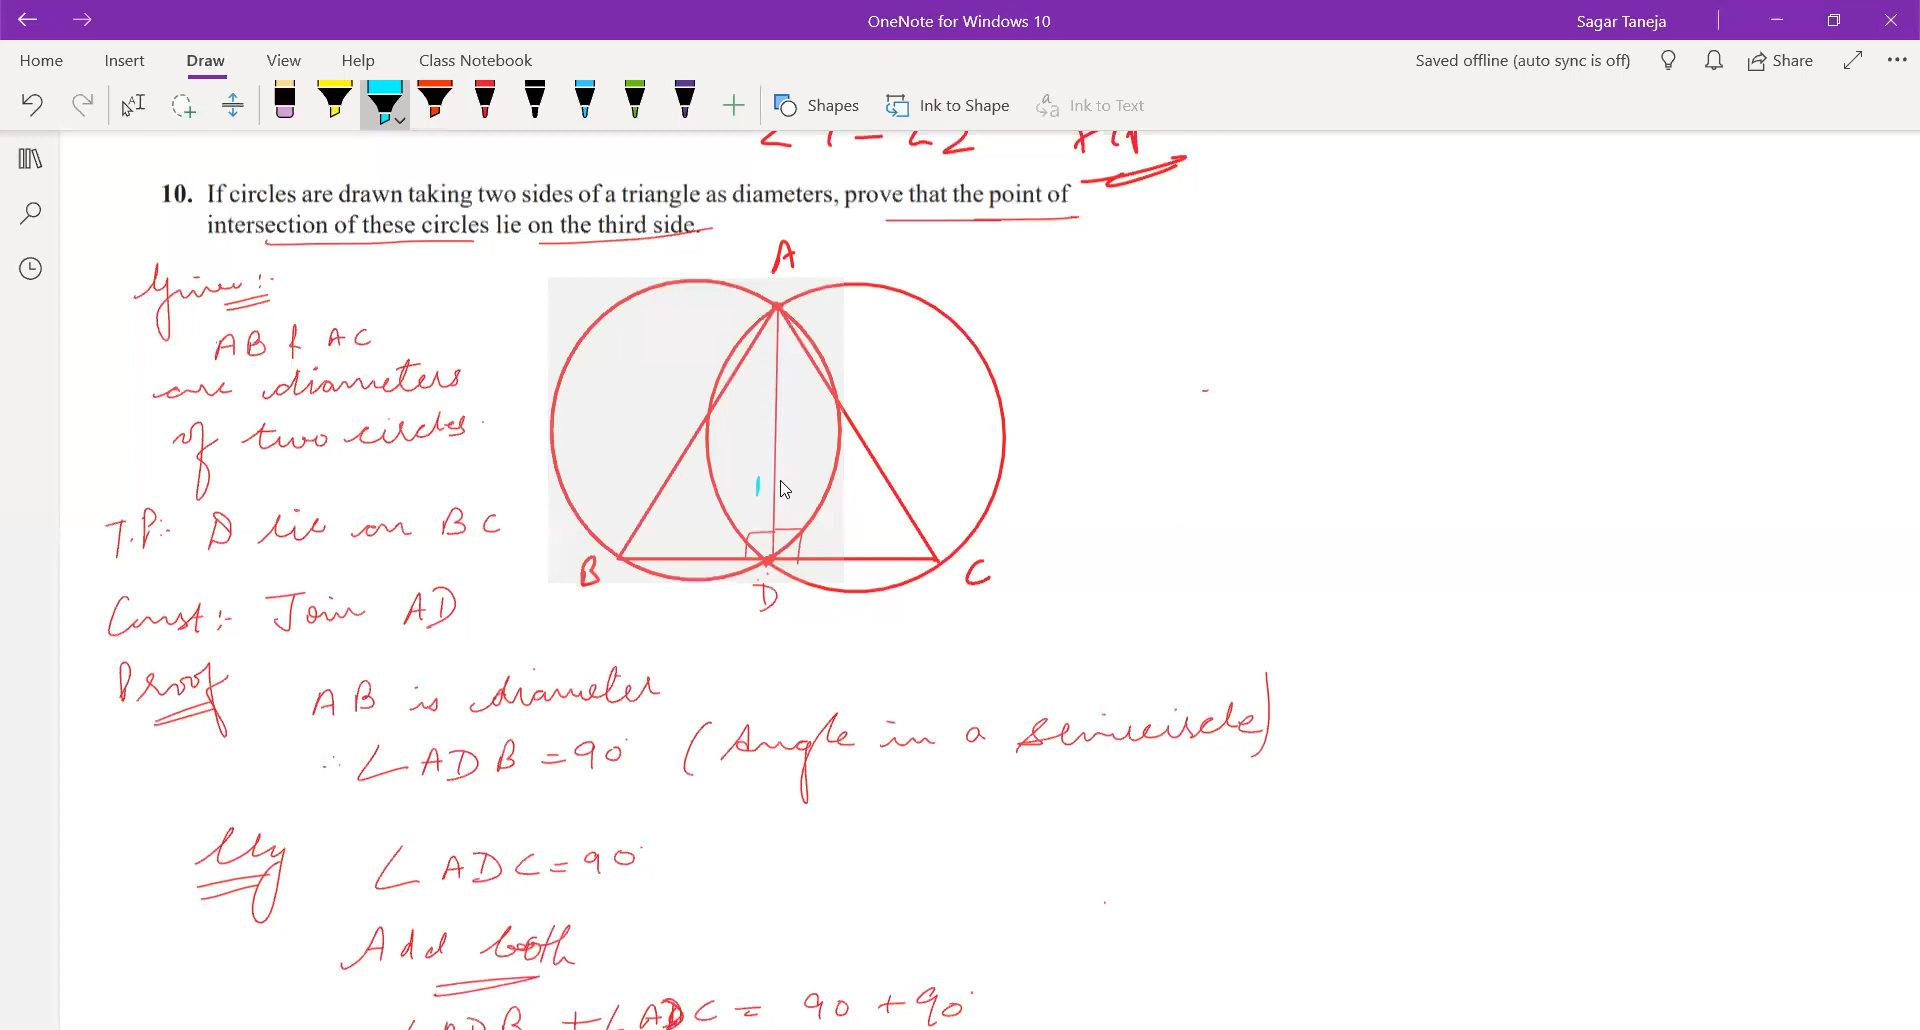 OneNote for Windows 10
Sagar Taneja
Home Insert Draw View Help Class Notebook
Saved offline (auto sync is off) Share
Shapes Ink to Shape Ink to Text
∠1 = ∠2
10. If circles are drawn taking two sides of a triangle as diameters, prove that the point of
intersection of these circles lie on the third side.
Given :-
A
AB & AC
are diameters
of two circles.
T.P:- D lie on BC
B
C
D
Const:- Join AD
Proof
AB is diameter
∴ ∠ADB = 90° (Angle in a Semicircle)
lly ∠ADC = 90°
Add both
∠ADB + ∠ADC = 90 + 90°